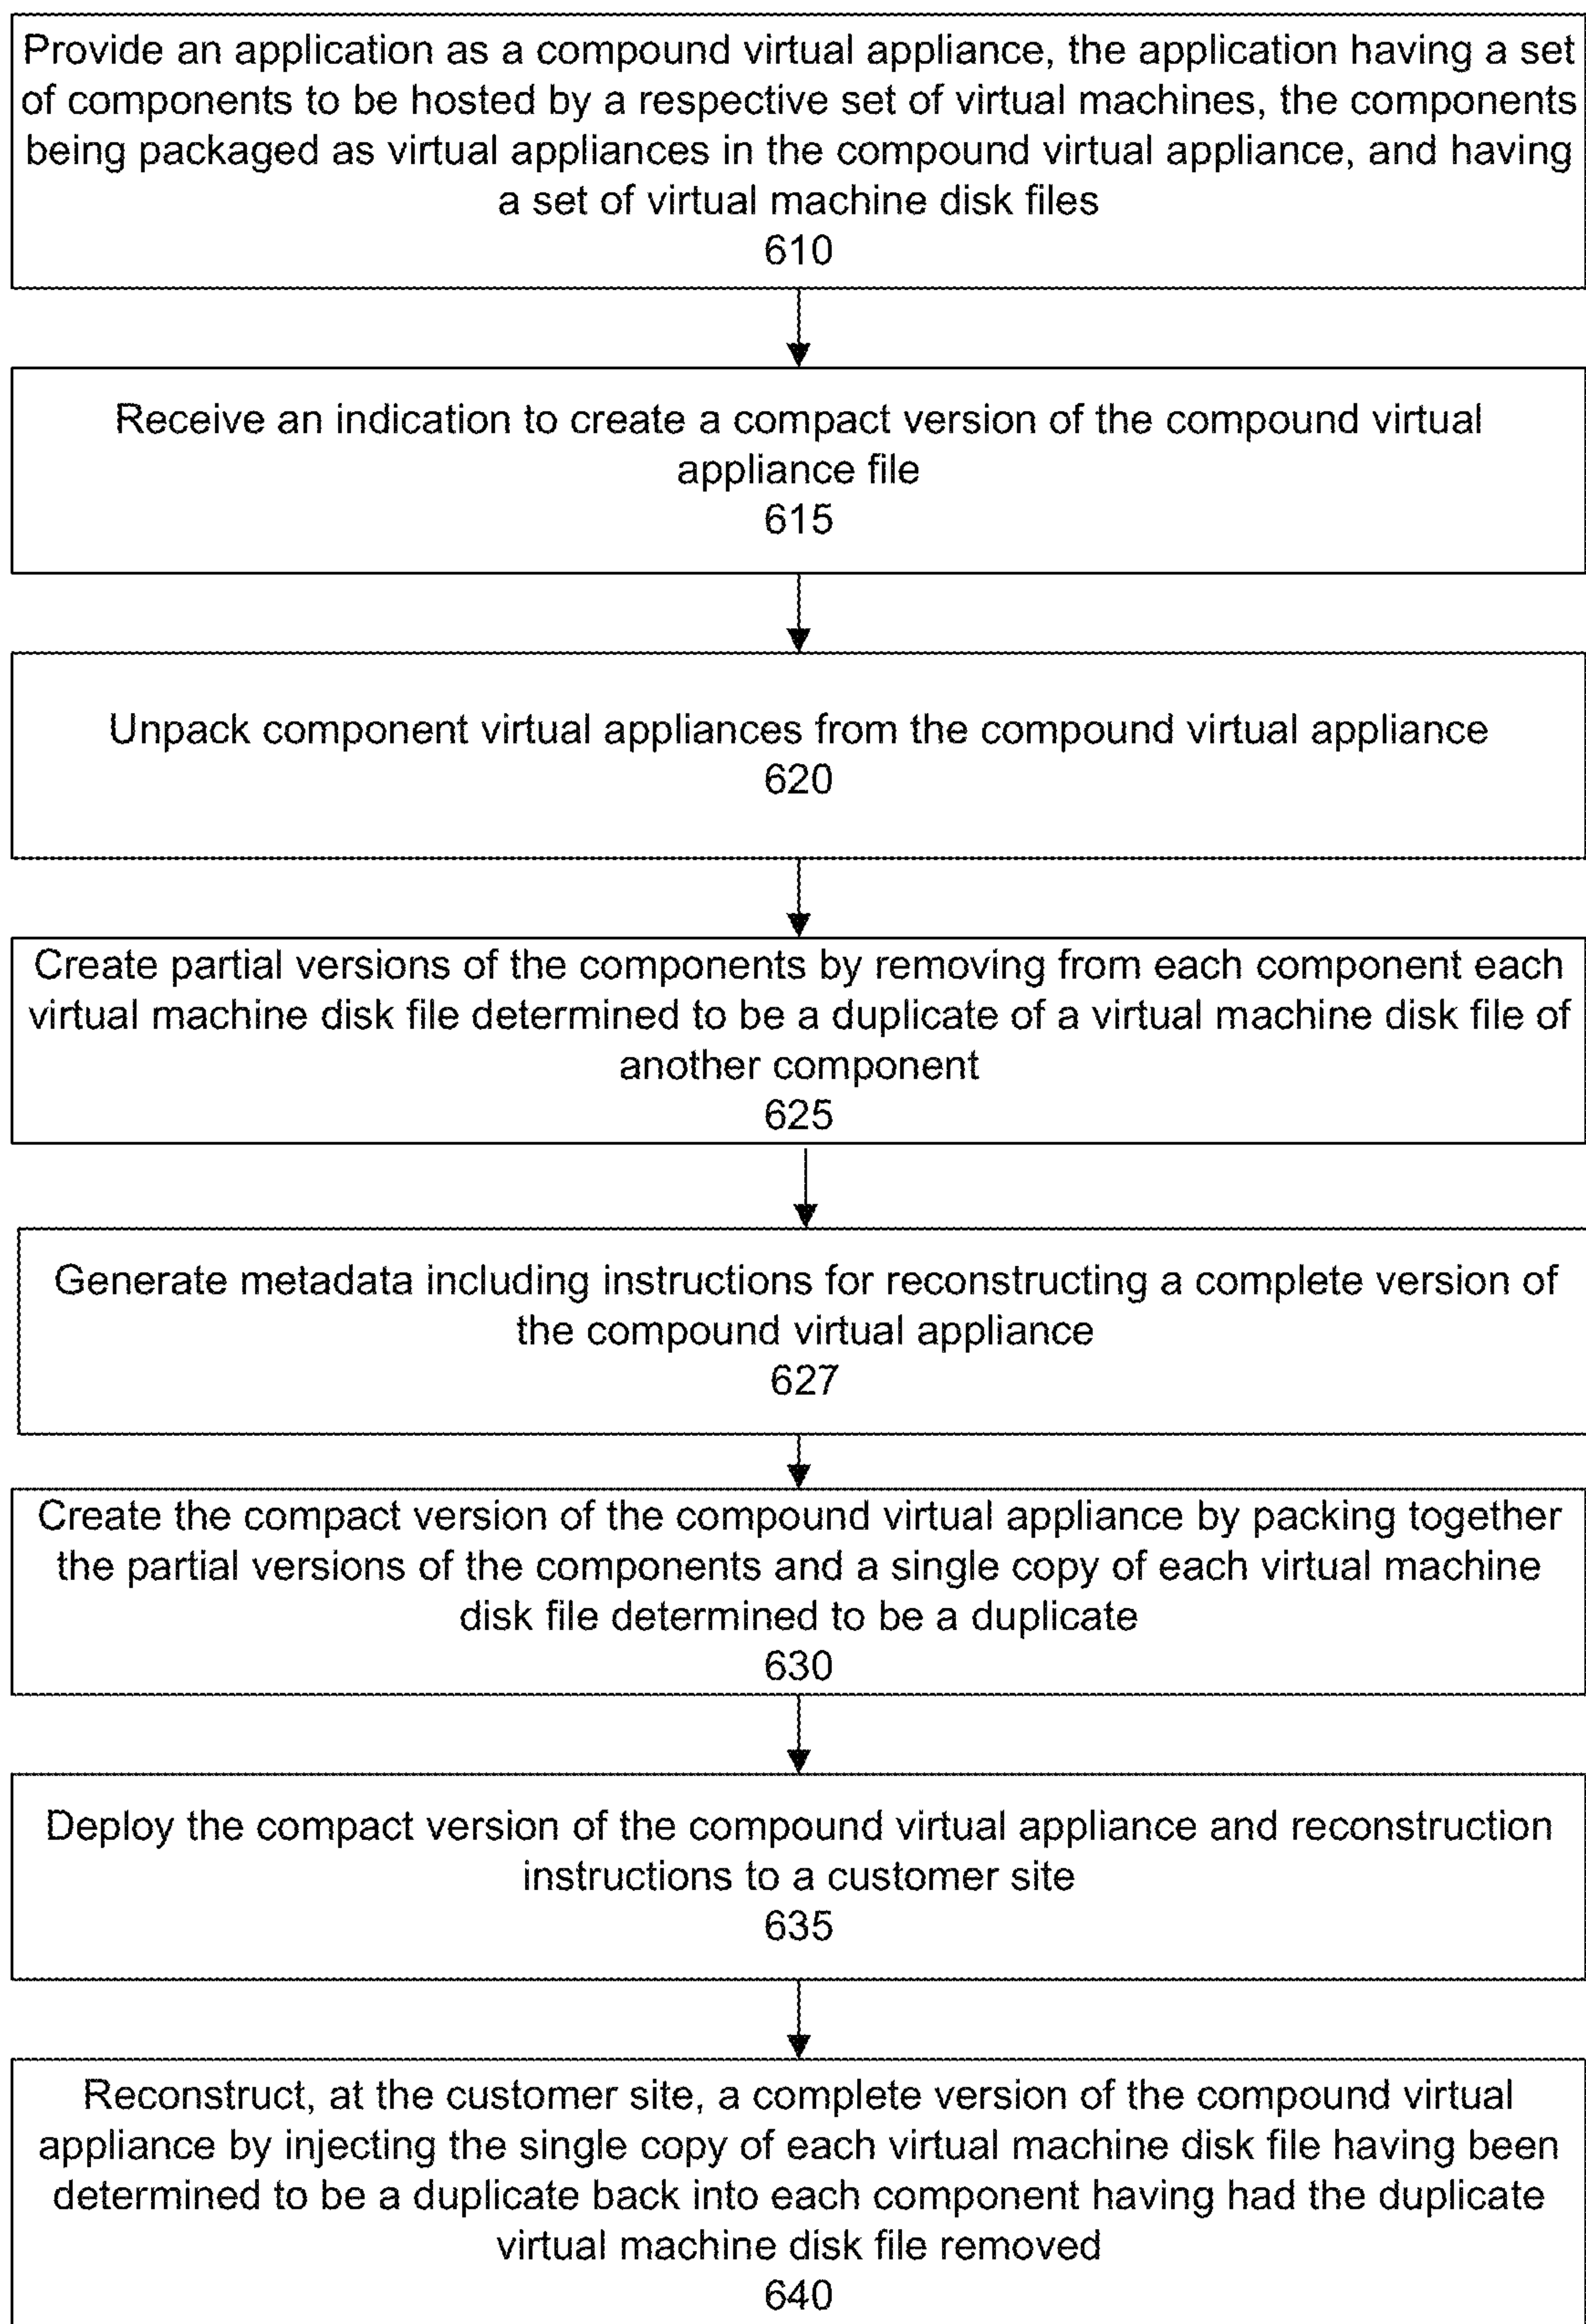 Provide an application as a compound virtual appliance, the application having a set
of components to be hosted by a respective set of virtual machines, the components
being packaged as virtual appliances in the compound virtual appliance, and having
a set of virtual machine disk files
610
Receive an indication to create a compact version of the compound virtual
appliance file
615
Unpack component virtual appliances from the compound virtual appliance
620
Create partial versions of the components by removing from each component each
virtual machine disk file determined to be a duplicate of a virtual machine disk file of
another component
625
Generate metadata including instructions for reconstructing a complete version of
the compound virtual appliance
627
Create the compact version of the compound virtual appliance by packing together
the partial versions of the components and a single copy of each virtual machine
disk file determined to be a duplicate
630
Deploy the compact version of the compound virtual appliance and reconstruction
instructions to a customer site
635
Reconstruct, at the customer site, a complete version of the compound virtual
appliance by injecting the single copy of each virtual machine disk file having been
determined to be a duplicate back into each component having had the duplicate
virtual machine disk file removed
640